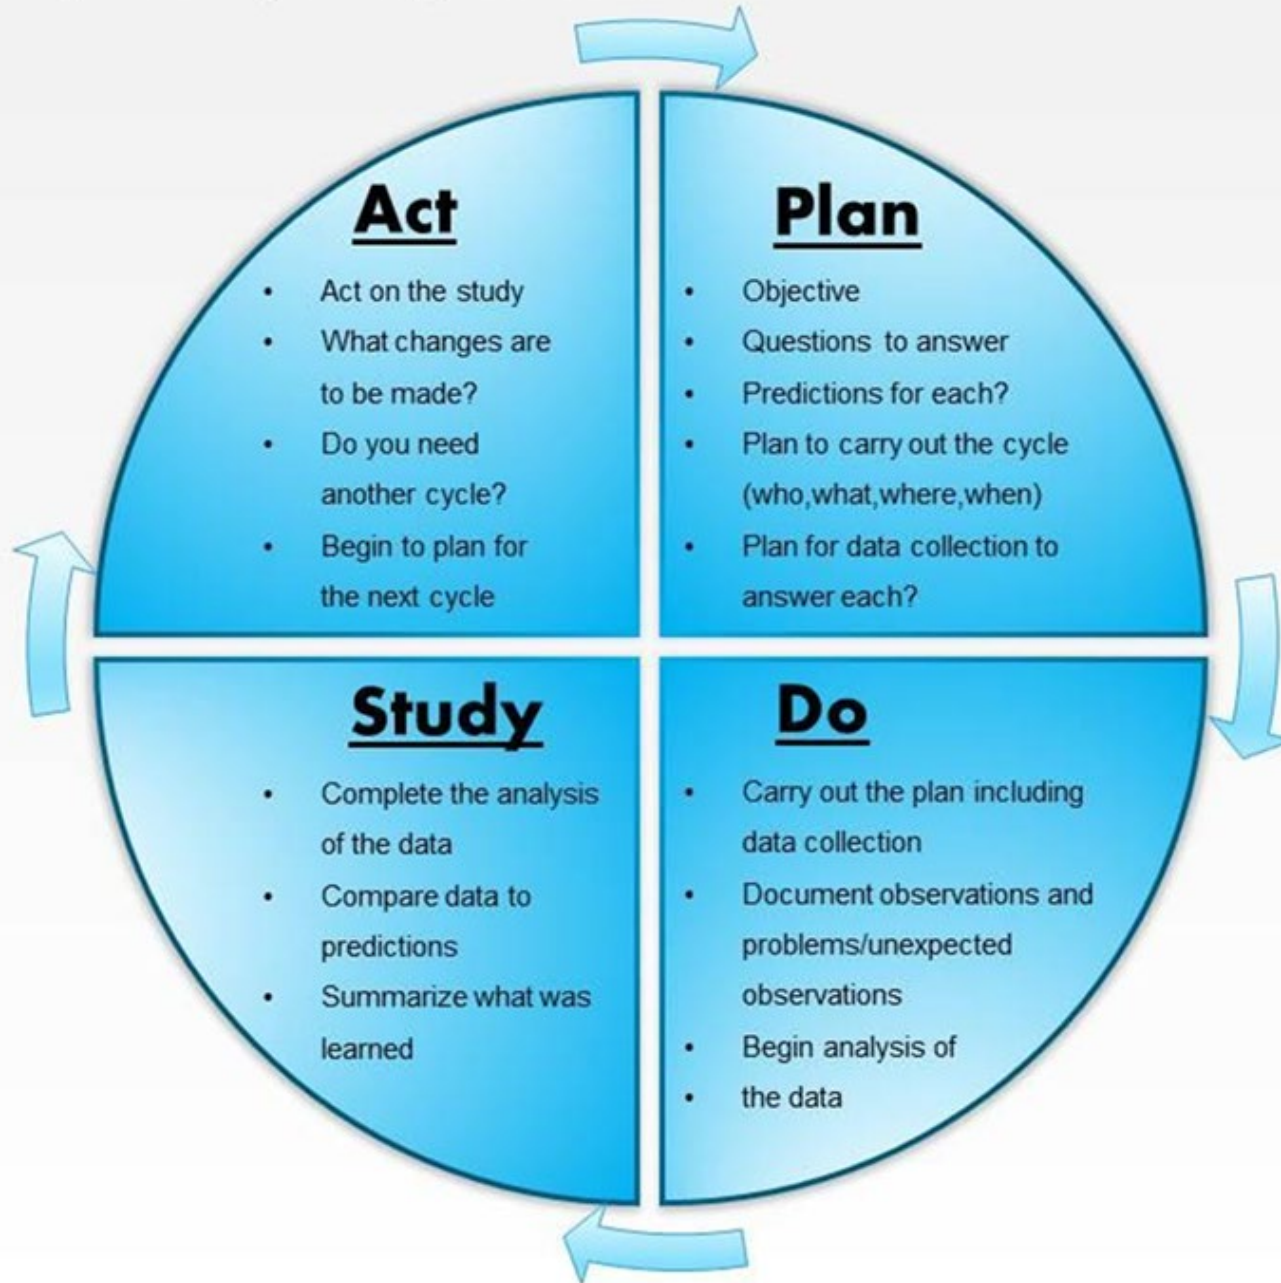 Act
• Act on the study
• What changes are
to be made?
• Do you need
another cycle?
• Begin to plan for
the next cycle
Plan
• Objective
• Questions to answer
• Predictions for each?
• Plan to carry out the cycle
(who,what,where,when)
• Plan for data collection to
answer each?
Study
• Complete the analysis
of the data
• Compare data to
predictions
• Summarize what was
learned
Do
• Carry out the plan including
data collection
• Document observations and
problems/unexpected
observations
• Begin analysis of
• the data